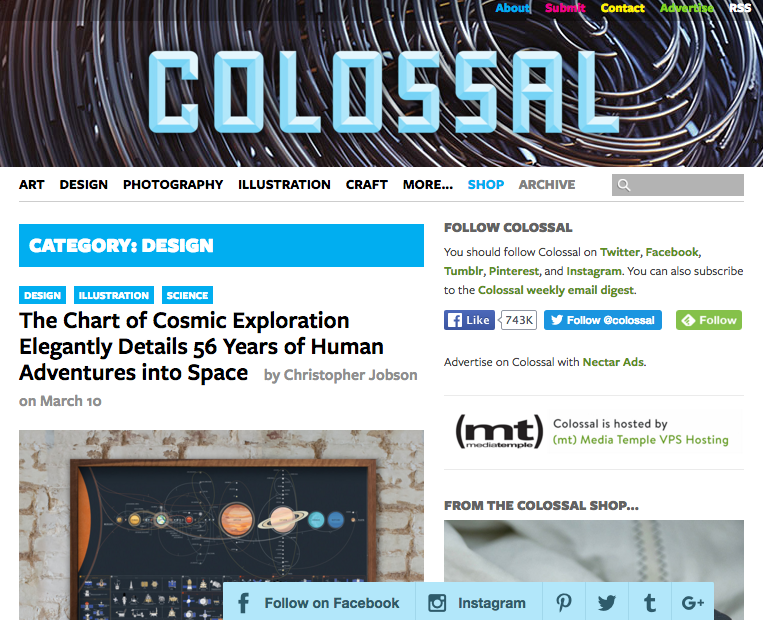 About Submit Contact Advertise RSS
COLOSSAL
ART DESIGN PHOTOGRAPHY ILLUSTRATION CRAFT MORE... SHOP ARCHIVE
CATEGORY: DESIGN
DESIGN ILLUSTRATION SCIENCE
The Chart of Cosmic Exploration
Elegantly Details 56 Years of Human
Adventures into Space by Christopher Jobson
on March 10
FOLLOW COLOSSAL
You should follow Colossal on Twitter, Facebook,
Tumblr, Pinterest, and Instagram. You can also subscribe
to the Colossal weekly email digest.
Like 743K Follow @colossal Follow
Advertise on Colossal with Nectar Ads.
(mt) mediatemple
Colossal is hosted by
(mt) Media Temple VPS Hosting
FROM THE COLOSSAL SHOP...
Follow on Facebook Instagram G+